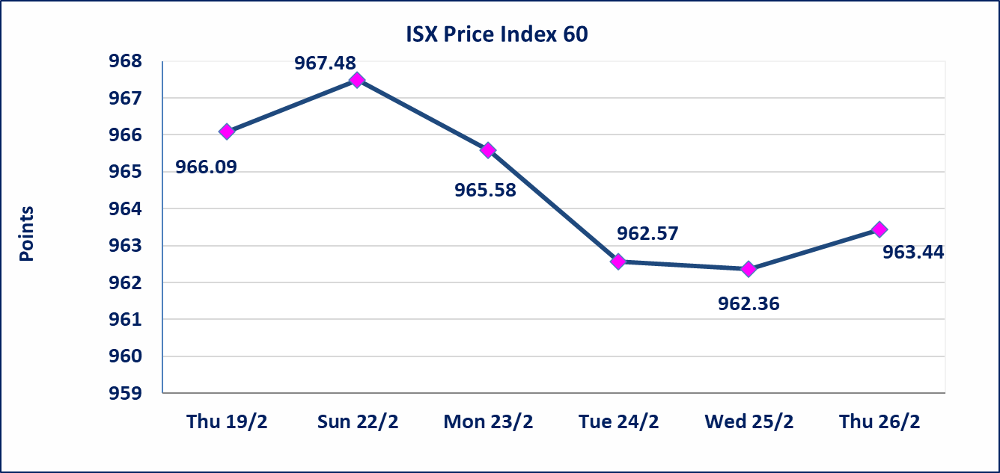 ISX Price Index 60
Points
968
967
966
965
964
963
962
961
960
959
966.09
967.48
965.58
962.57
962.36
963.44
Thu 19/2
Sun 22/2
Mon 23/2
Tue 24/2
Wed 25/2
Thu 26/2